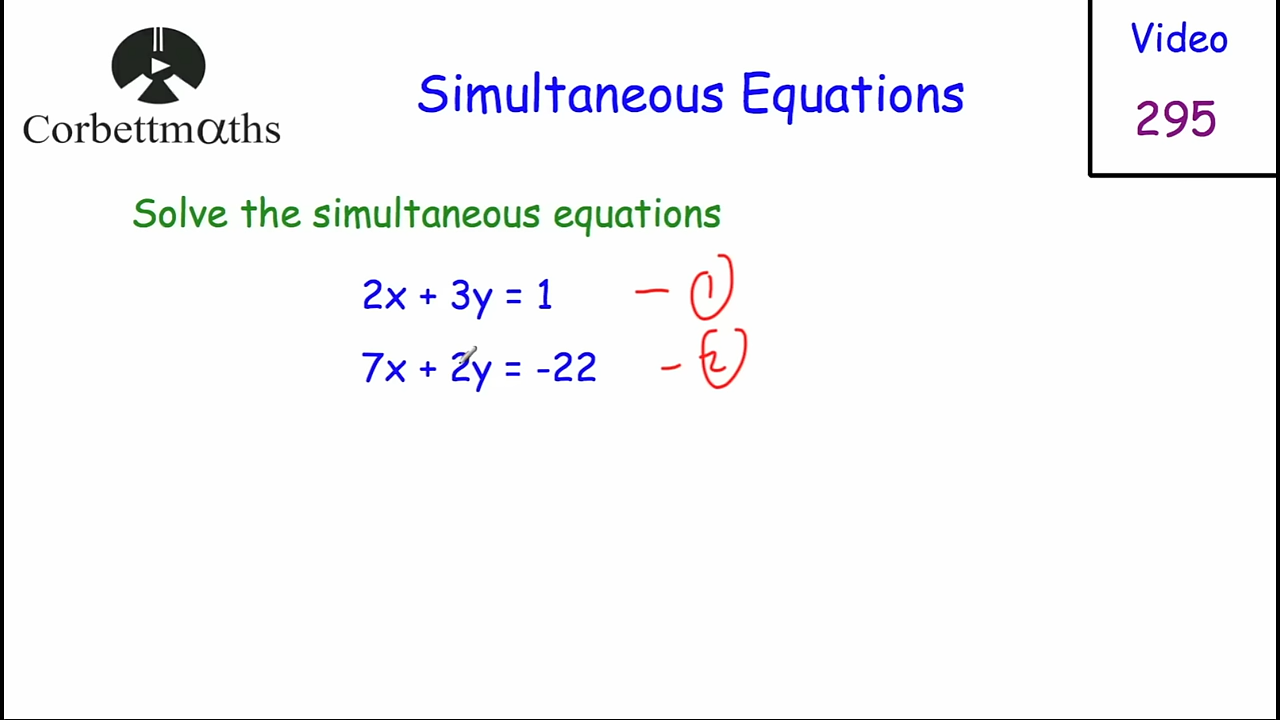 Corbettmαths
Simultaneous Equations
Video
295
Solve the simultaneous equations
2x + 3y = 1 — ①
7x + 2y = -22 - ②